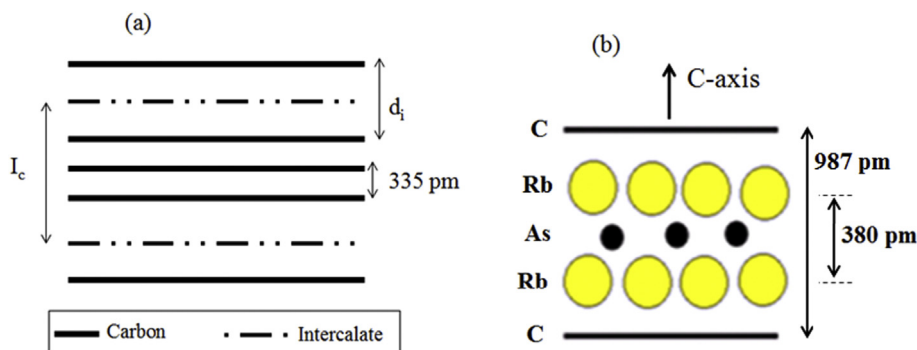 (a)
d_i
I_c
335 pm
Carbon
Intercalate
(b)
C-axis
C
987 pm
Rb
As
380 pm
Rb
C